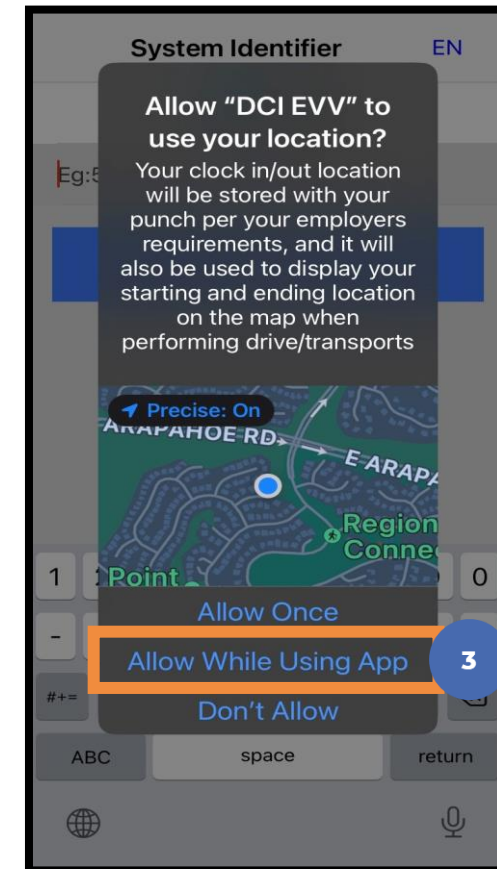 System Identifier EN
Allow “DCI EVV” to
use your location?
Your clock in/out location
will be stored with your
punch per your employers
requirements, and it will
also be used to display your
starting and ending location
on the map when
performing drive/transports
Eg:5
Precise: On
ARAPAHOE RD
E ARAPA
Region
Conne
Point
1 0
Allow Once
-
Allow While Using App 3
#+=
Don’t Allow
ABC space return